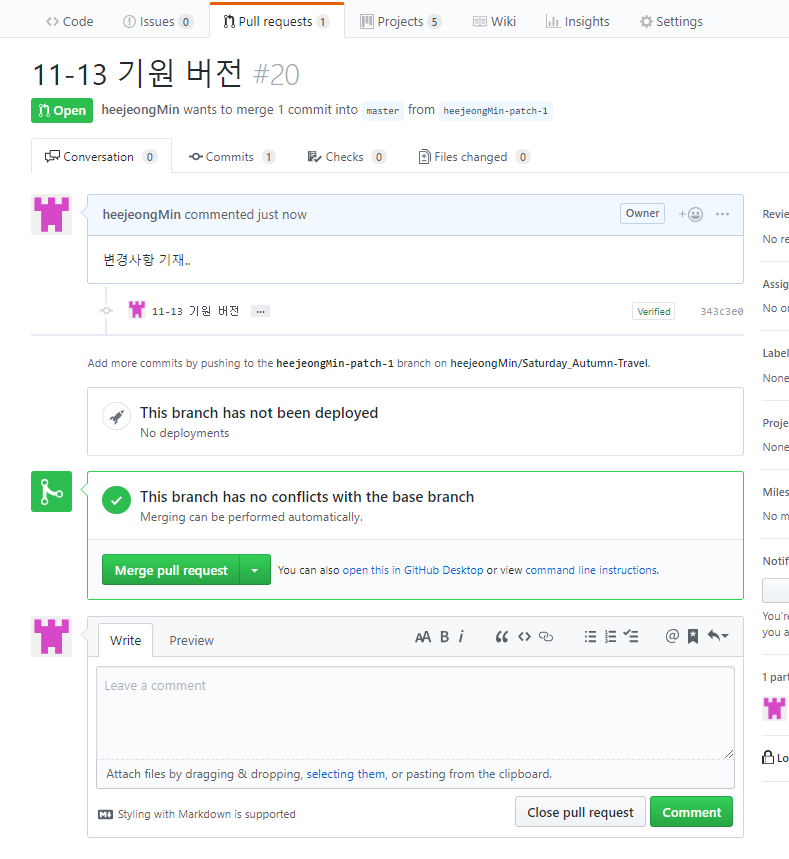 Code Issues 0 Pull requests 1 Projects 5 Wiki Insights Settings
11-13 기원 버전 #20
Open heejeongMin wants to merge 1 commit into master from heejeongMin-patch-1
Conversation 0 Commits 1 Checks 0 Files changed 0
heejeongMin commented just now Owner
변경사항 기재..
11-13 기원 버전 ... Verified 343c3e0
Add more commits by pushing to the heejeongMin-patch-1 branch on heejeongMin/Saturday_Autumn-Travel.
This branch has not been deployed
No deployments
This branch has no conflicts with the base branch
Merging can be performed automatically.
Merge pull request You can also open this in GitHub Desktop or view command line instructions.
Write Preview
AA B i
Leave a comment
Attach files by dragging & dropping, selecting them, or pasting from the clipboard.
Styling with Markdown is supported
Close pull request Comment
Revie
No re
Assig
No o
Label
None
Proje
None
Miles
No m
Notif
You're
you a
1 part
Lo